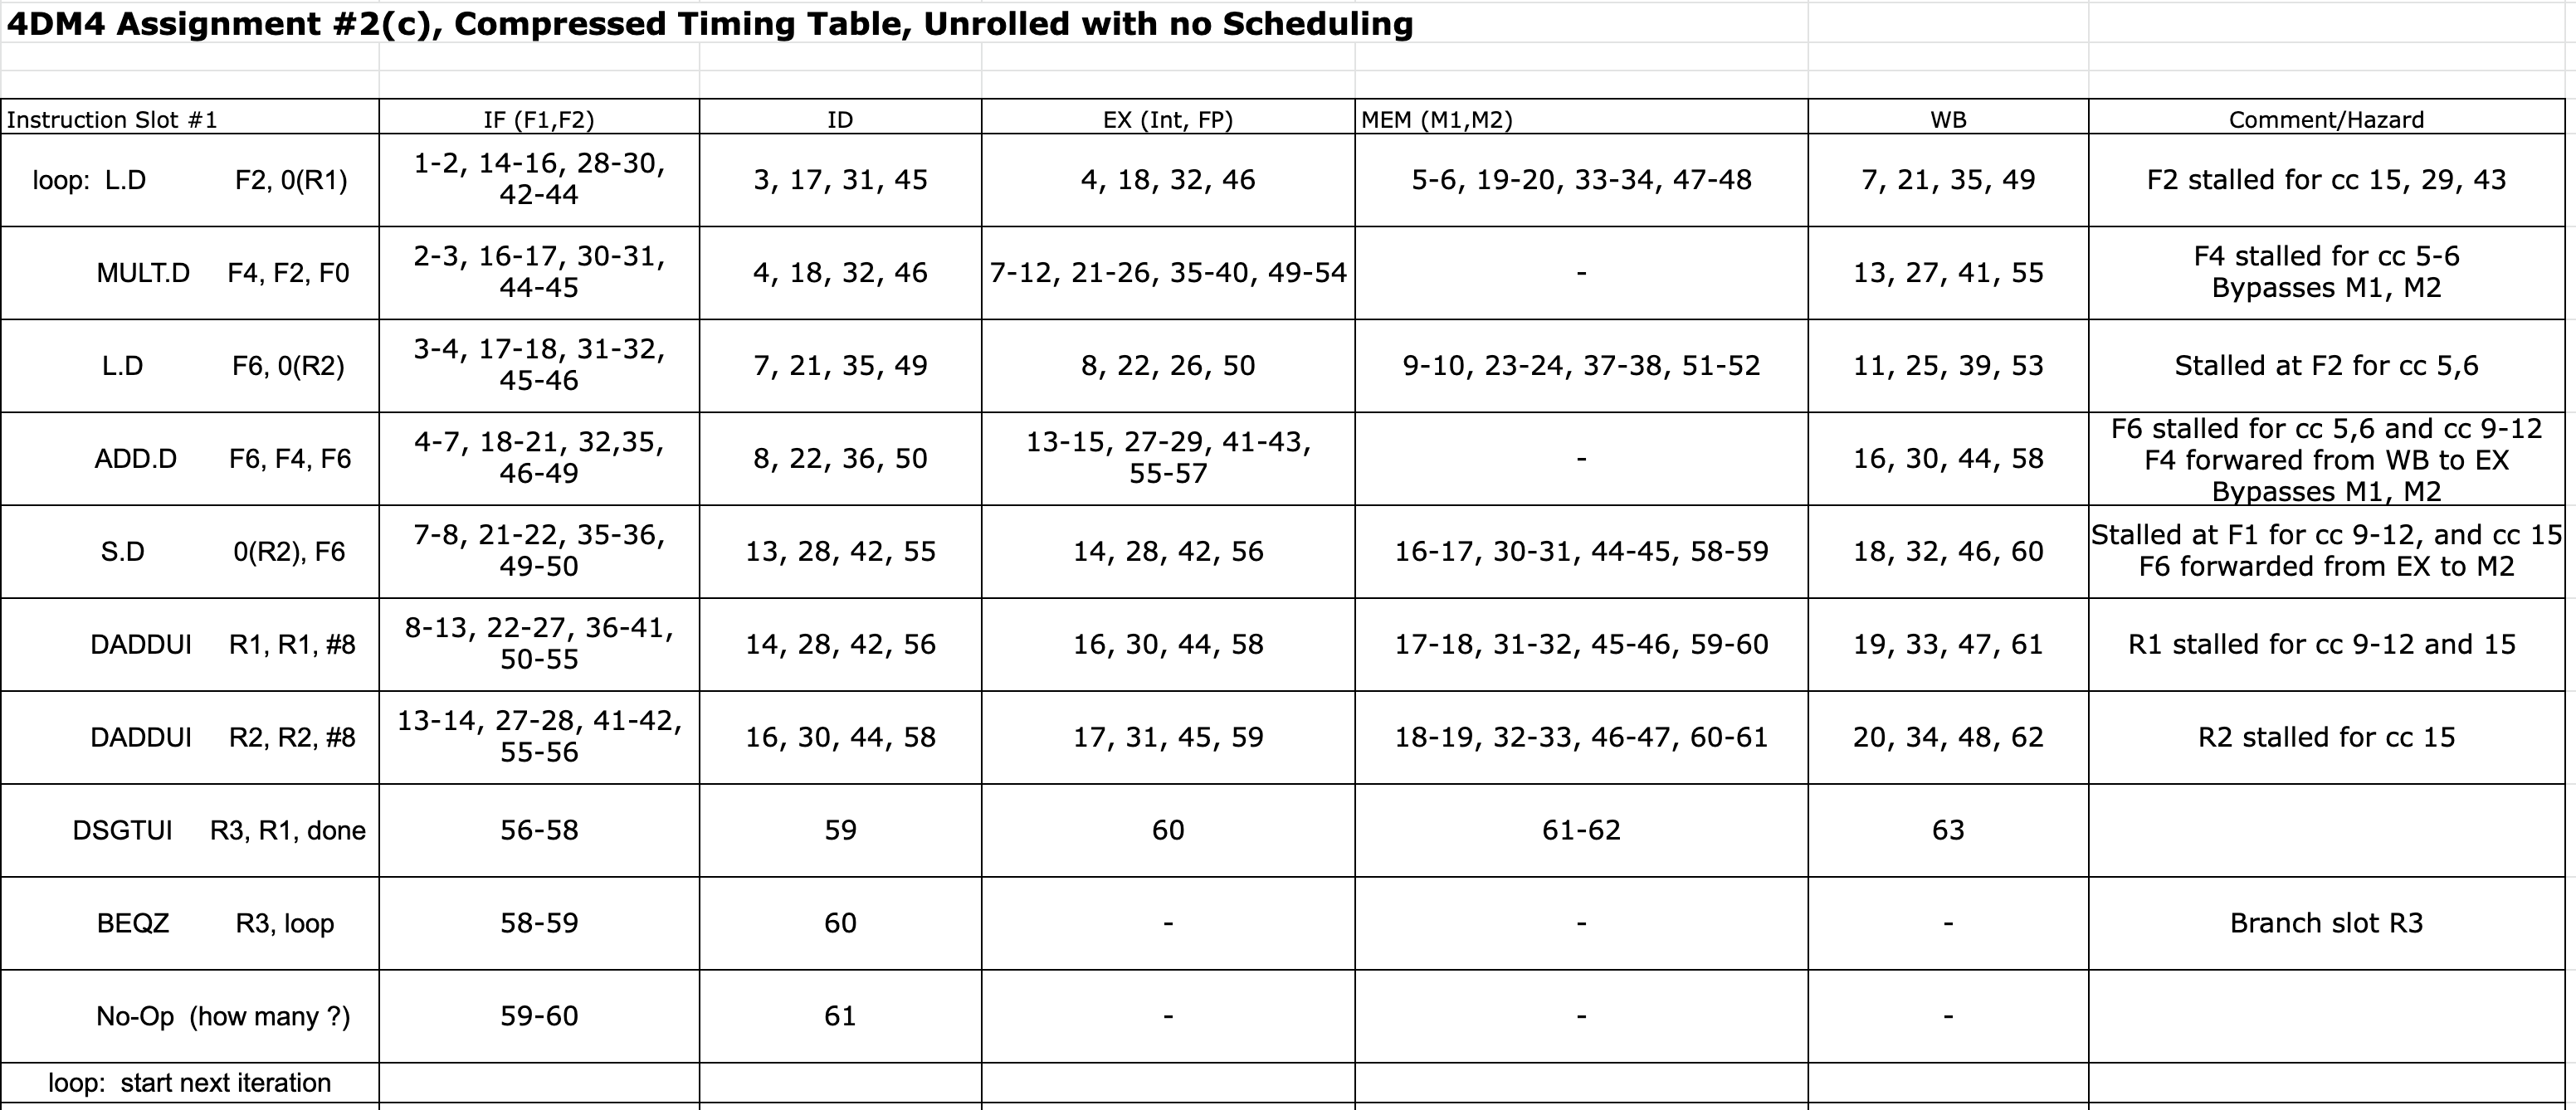 4DM4 Assignment #2(c), Compressed Timing Table, Unrolled with no Scheduling
Instruction Slot #1 IF (F1,F2) ID EX (Int, FP) MEM (M1,M2) WB Comment/Hazard
loop: L.D F2, 0(R1) 1-2, 14-16, 28-30, 42-44 3, 17, 31, 45 4, 18, 32, 46 5-6, 19-20, 33-34, 47-48 7, 21, 35, 49 F2 stalled for cc 15, 29, 43
MULT.D F4, F2, F0 2-3, 16-17, 30-31, 44-45 4, 18, 32, 46 7-12, 21-26, 35-40, 49-54 - 13, 27, 41, 55 F4 stalled for cc 5-6
Bypasses M1, M2
L.D F6, 0(R2) 3-4, 17-18, 31-32, 45-46 7, 21, 35, 49 8, 22, 26, 50 9-10, 23-24, 37-38, 51-52 11, 25, 39, 53 Stalled at F2 for cc 5,6
ADD.D F6, F4, F6 4-7, 18-21, 32,35, 46-49 8, 22, 36, 50 13-15, 27-29, 41-43, 55-57 - 16, 30, 44, 58 F6 stalled for cc 5,6 and cc 9-12
F4 forwared from WB to EX
Bypasses M1, M2
S.D 0(R2), F6 7-8, 21-22, 35-36, 49-50 13, 28, 42, 55 14, 28, 42, 56 16-17, 30-31, 44-45, 58-59 18, 32, 46, 60 Stalled at F1 for cc 9-12, and cc 15
F6 forwarded from EX to M2
DADDUI R1, R1, #8 8-13, 22-27, 36-41, 50-55 14, 28, 42, 56 16, 30, 44, 58 17-18, 31-32, 45-46, 59-60 19, 33, 47, 61 R1 stalled for cc 9-12 and 15
DADDUI R2, R2, #8 13-14, 27-28, 41-42, 55-56 16, 30, 44, 58 17, 31, 45, 59 18-19, 32-33, 46-47, 60-61 20, 34, 48, 62 R2 stalled for cc 15
DSGTUI R3, R1, done 56-58 59 60 61-62 63
BEQZ R3, loop 58-59 60 - - - Branch slot R3
No-Op (how many ?) 59-60 61 - - -
loop: start next iteration